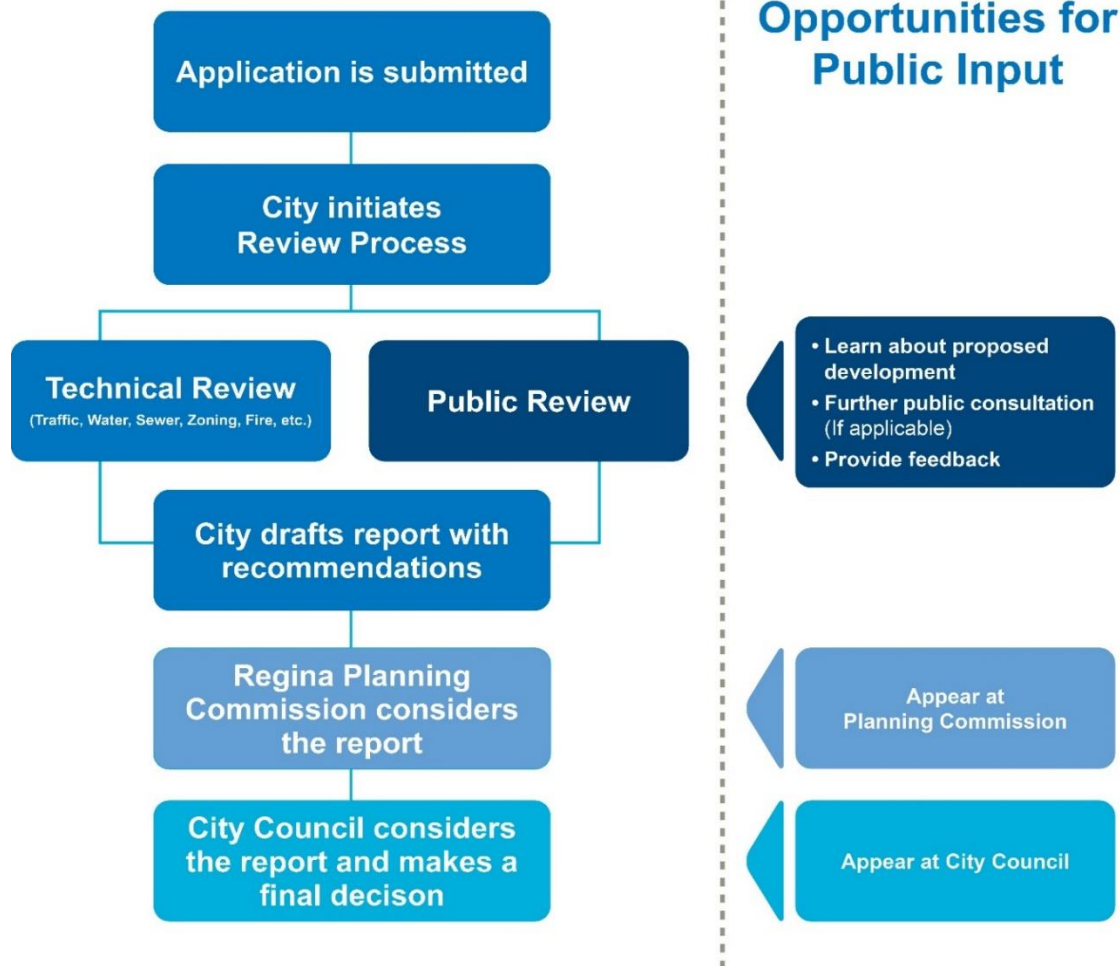 Opportunities for
Public Input
Application is submitted
City initiates
Review Process
Technical Review
(Traffic, Water, Sewer, Zoning, Fire, etc.)
Public Review
• Learn about proposed
development
• Further public consultation
(If applicable)
• Provide feedback
City drafts report with
recommendations
Regina Planning
Commission considers
the report
Appear at
Planning Commission
City Council considers
the report and makes a
final decison
Appear at City Council